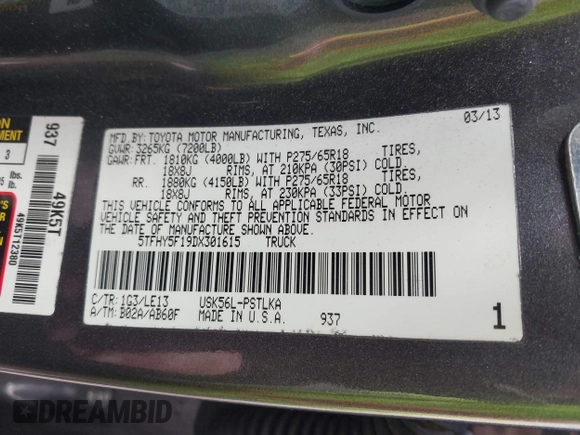 MFD.BY: TOYOTA MOTOR MANUFACTURING, TEXAS, INC. 03/13
GVWR: 3265KG (7200LB)
GAWR: FRT. 1810KG (4000LB) WITH P275/65R18 TIRES,
18X8J RIMS, AT 210KPA (30PSI) COLD
RR. 1880KG (4150LB) WITH P275/65R18 TIRES,
18X8J RIMS, AT 230KPA (33PSI) COLD
THIS VEHICLE CONFORMS TO ALL APPLICABLE FEDERAL MOTOR
VEHICLE SAFETY AND THEFT PREVENTION STANDARDS IN EFFECT ON
THE DATE OF MANUFACTURE SHOWN ABOVE.
5TFHY5F19DX301615 TRUCK
C/TR: 1G3/LE13 USK56L-PSTLKA
A/TM: B02A/AB60F MADE IN U.S.A. 937 1
937 49K5T
49K5T12380
3
lbs.
Lb.
DREAMBID